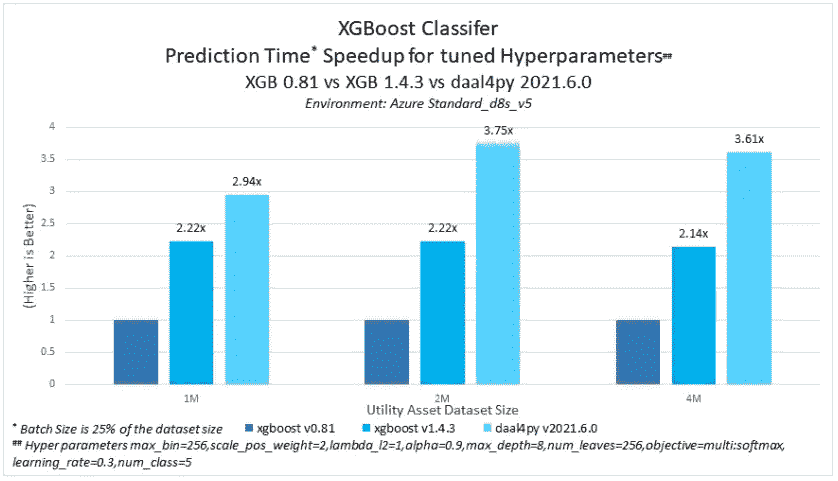 XGBoost Classifer
Prediction Time* Speedup for tuned Hyperparameters##
XGB 0.81 vs XGB 1.4.3 vs daal4py 2021.6.0
Environment: Azure Standard_d8s_v5
(Higher is Better)
4
3.5
3
2.5
2
1.5
1
0.5
0
2.22x
2.94x
2.22x
3.75x
2.14x
3.61x
1M
2M
4M
Utility Asset Dataset Size
* Batch Size is 25% of the dataset size
xgboost v0.81
xgboost v1.4.3
daal4py v2021.6.0
## Hyper parameters max_bin=256,scale_pos_weight=2,lambda_l2=1,alpha=0.9,max_depth=8,num_leaves=256,objective=multi:softmax,
learning_rate=0.3,num_class=5